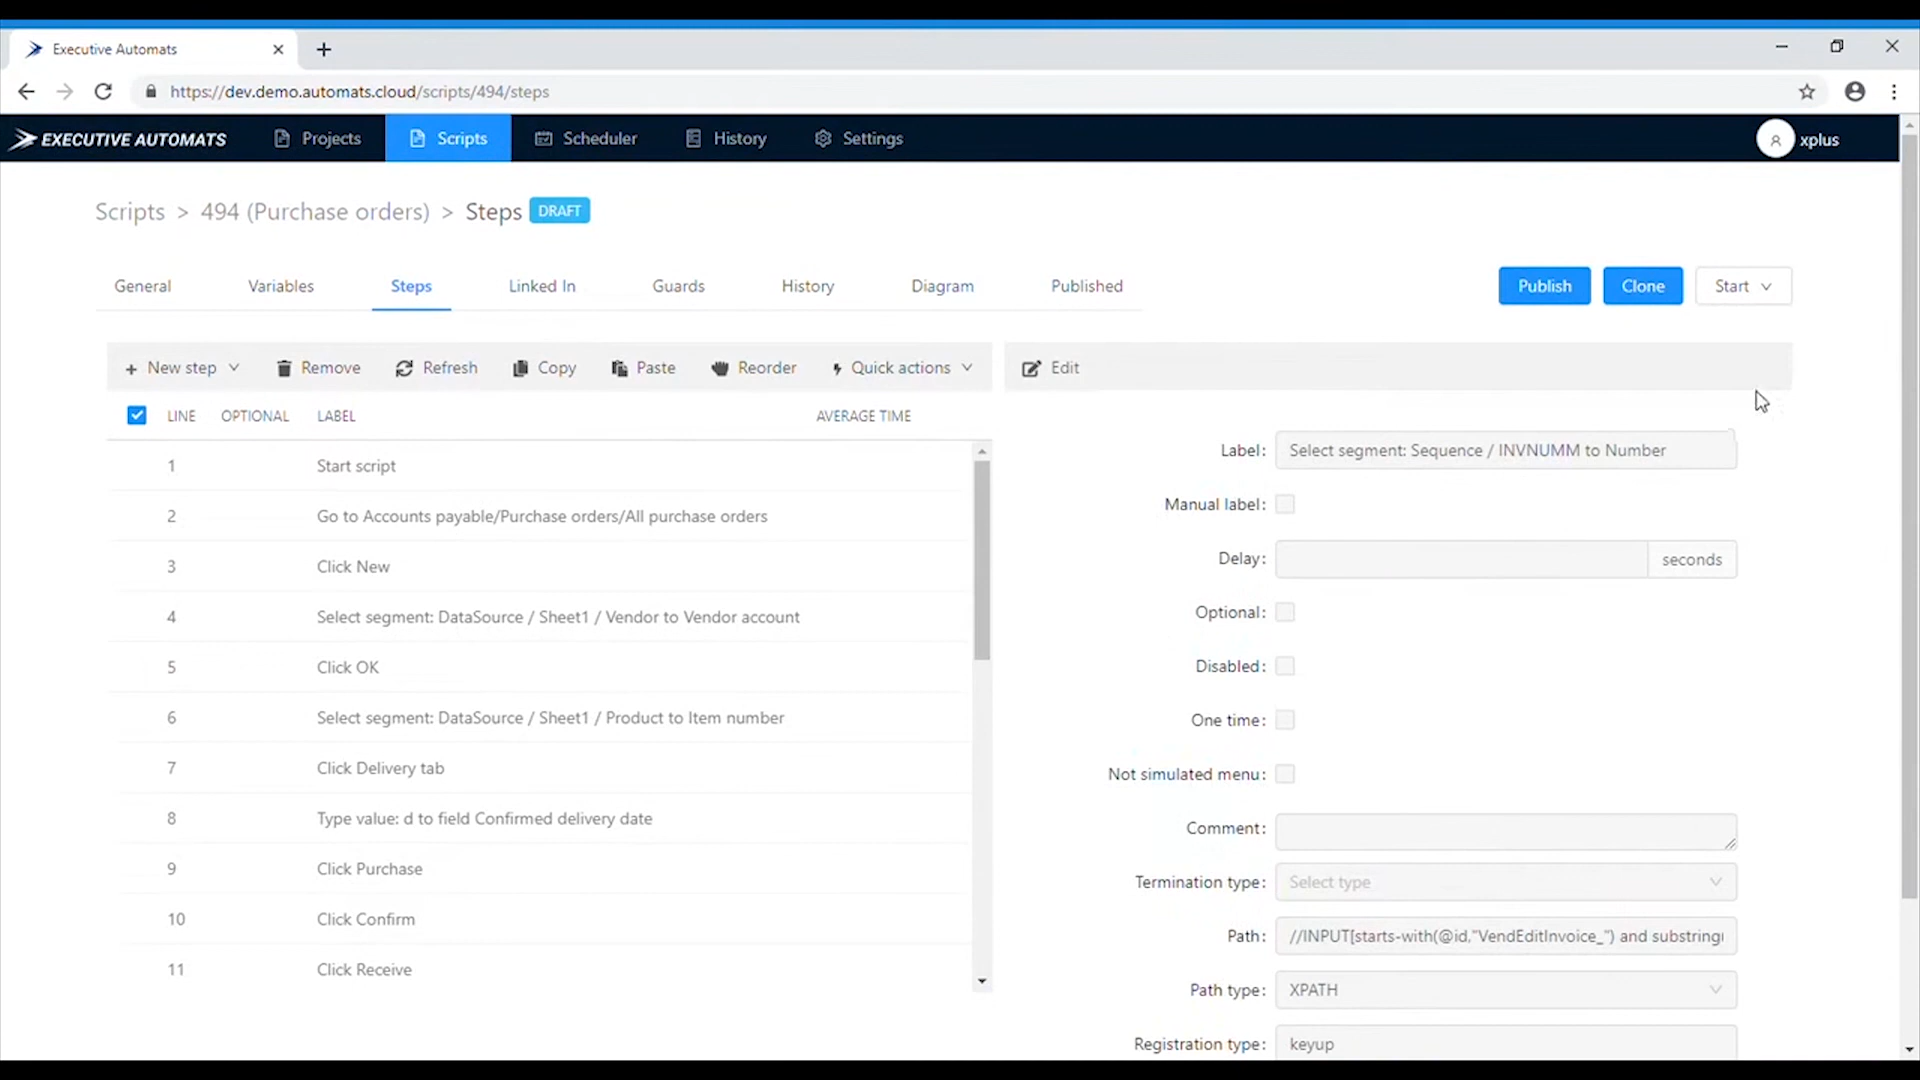 Executive Automats
https://dev.demo.automats.cloud/scripts/494/steps
EXECUTIVE AUTOMATS Projects Scripts Scheduler History Settings xplus
Scripts > 494 (Purchase orders) > Steps DRAFT
General Variables Steps Linked In Guards History Diagram Published Publish Clone Start
New step Remove Refresh Copy Paste Reorder Quick actions Edit
LINE OPTIONAL LABEL AVERAGE TIME
1 Start script
2 Go to Accounts payable/Purchase orders/All purchase orders
3 Click New
4 Select segment: DataSource / Sheet1 / Vendor to Vendor account
5 Click OK
6 Select segment: DataSource / Sheet1 / Product to Item number
7 Click Delivery tab
8 Type value: d to field Confirmed delivery date
9 Click Purchase
10 Click Confirm
11 Click Receive
Label: Select segment: Sequence / INVNUMM to Number
Manual label:
Delay: seconds
Optional:
Disabled:
One time:
Not simulated menu:
Comment:
Termination type: Select type
Path: //INPUT[starts-with(@id,"VendEditInvoice_") and substring(
Path type: XPATH
Registration type: keyup